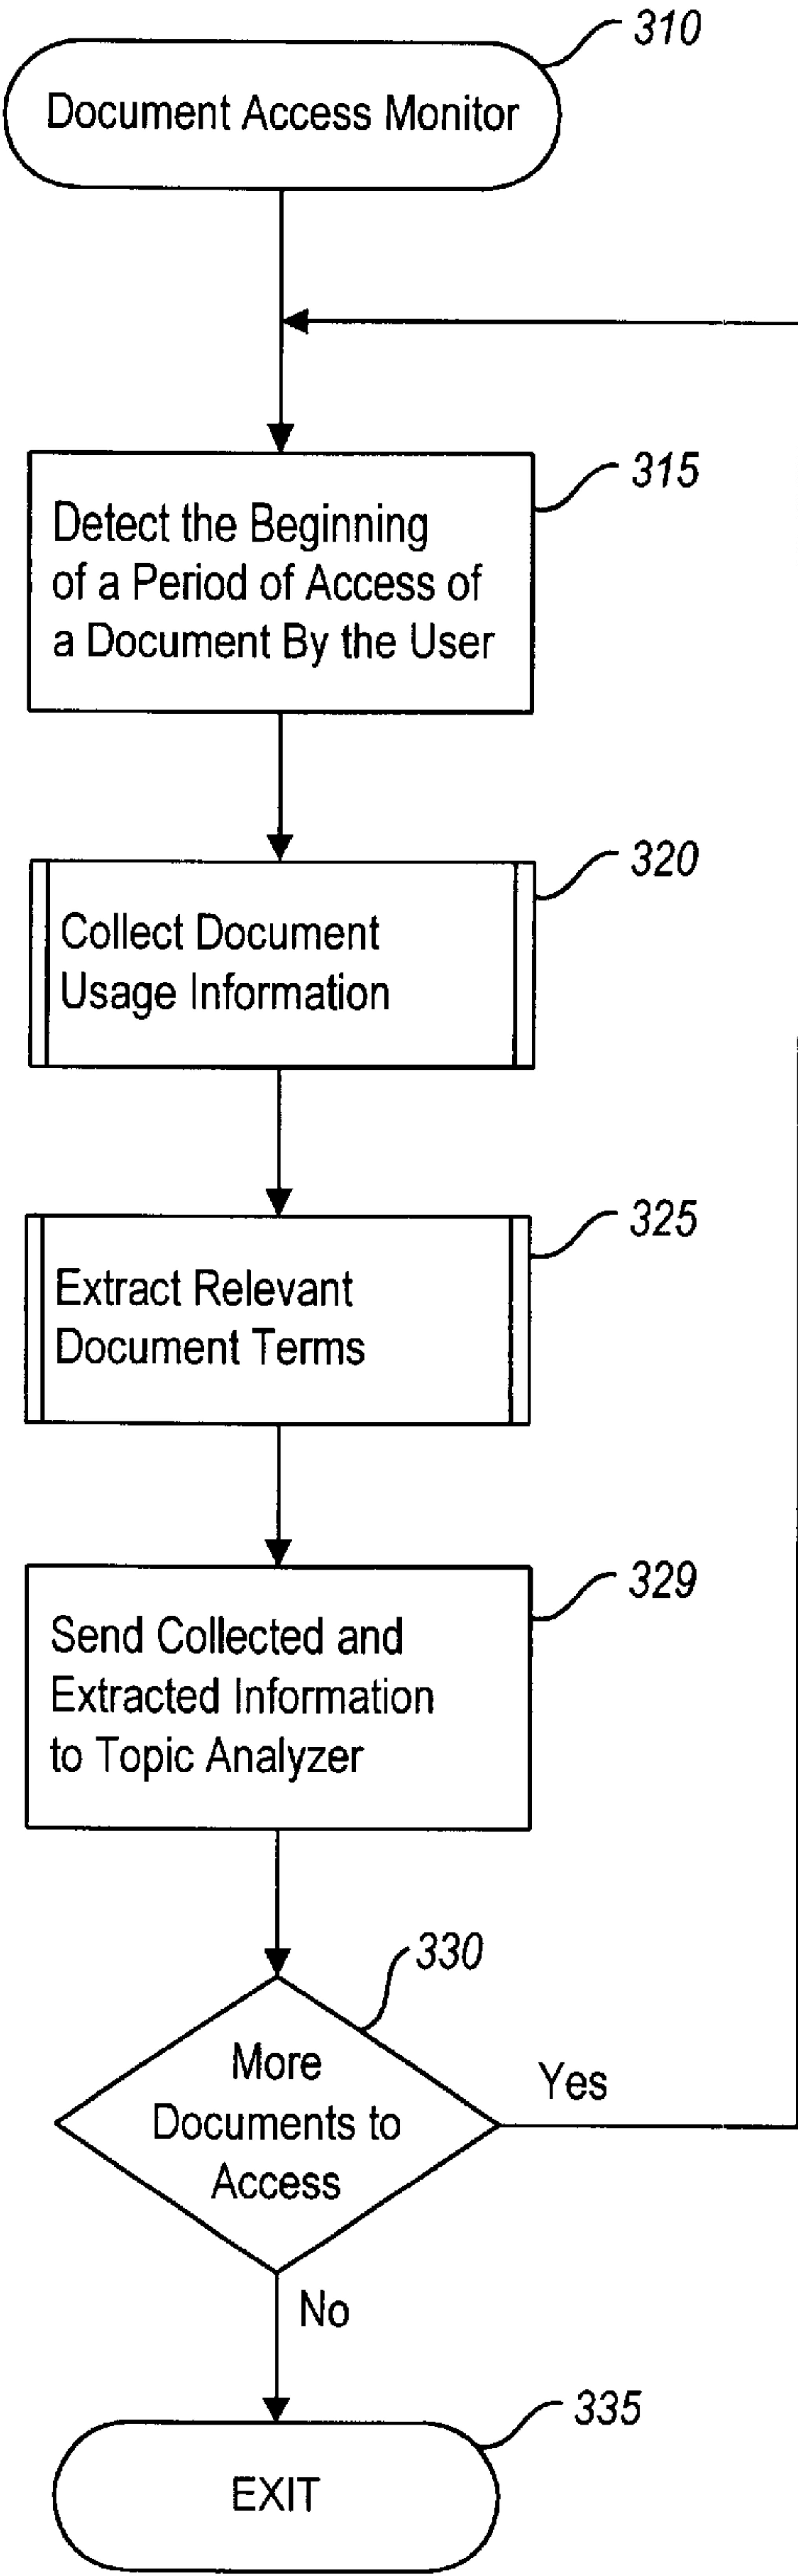 310
Document Access Monitor
315
Detect the Beginning
of a Period of Access of
a Document By the User
320
Collect Document
Usage Information
325
Extract Relevant
Document Terms
329
Send Collected and
Extracted Information
to Topic Analyzer
330
More
Documents to
Access
Yes
No
335
EXIT